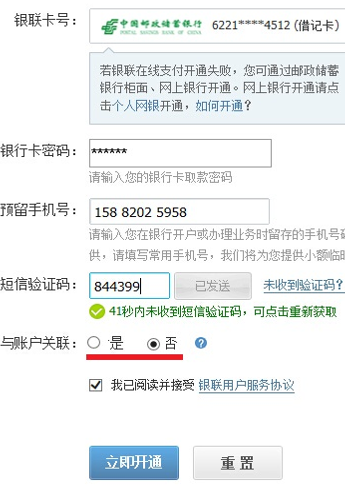 银联卡号：
中国邮政储蓄银行 6221****4512 (借记卡)
POSTAL SAVINGS BANK OF CHINA
若银联在线支付开通失败，您可通过邮政储蓄
银行柜面、网上银行开通。网上银行开通请点
击个人网银开通，如何开通？
银行卡密码： ******
请输入您的银行卡取款密码
预留手机号： 158 8202 5958
请输入您在银行开户或办理业务时留存的手机号
供，请填写常用手机号，我们将为您提供小额临
短信验证码： 844399 已发送 未收到验证码？
41秒内未收到短信验证码，可点击重新获取
与账户关联： 是 否 ?
我已阅读并接受 银联用户服务协议
立即开通 重 置